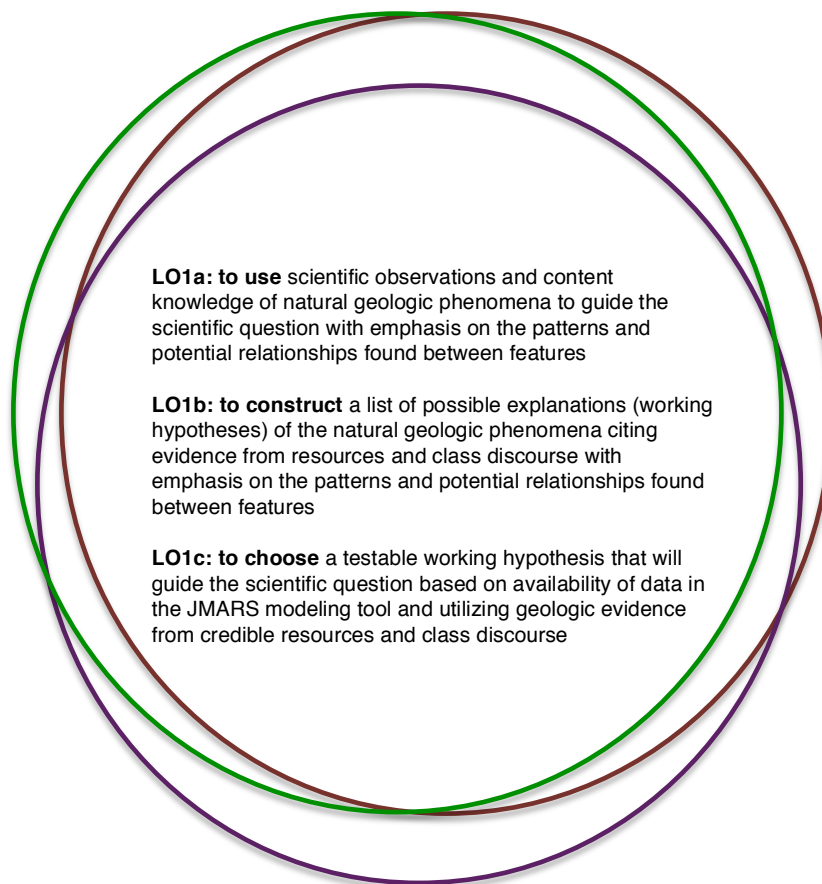 LO1a: to use scientific observations and content
knowledge of natural geologic phenomena to guide the
scientific question with emphasis on the patterns and
potential relationships found between features
LO1b: to construct a list of possible explanations (working
hypotheses) of the natural geologic phenomena citing
evidence from resources and class discourse with
emphasis on the patterns and potential relationships found
between features
LO1c: to choose a testable working hypothesis that will
guide the scientific question based on availability of data in
the JMARS modeling tool and utilizing geologic evidence
from credible resources and class discourse